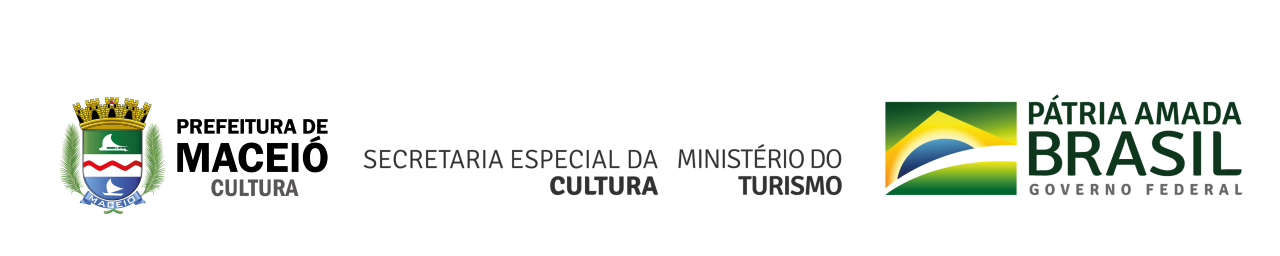 PREFEITURA DE
MACEIÓ
CULTURA
MACEIÓ
SECRETARIA ESPECIAL DA
CULTURA
MINISTÉRIO DO
TURISMO
PÁTRIA AMADA
BRASIL
GOVERNO FEDERAL